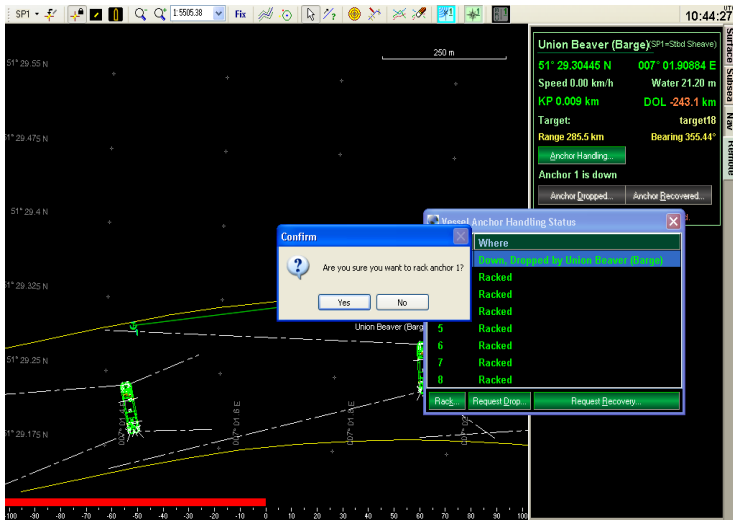 SP1
1:5505.38
Fix
10:44:27
UT
250 m
51° 29.55 N
51° 29.475 N
51° 29.4 N
51° 29.325 N
51° 29.25 N
51° 29.175 N
007° 01.6 E
007° 01.8 E
Union Beaver (Barg
-100 -90 -80 -70 -60 -50 -40 -30 -20 -10 0 10 20 30 40 50 60 70 80 90 100
Union Beaver (Barge)(SP1=Stbd Sheave)
51° 29.30445 N 007° 01.90884 E
Speed 0.00 km/h Water 21.20 m
KP 0.009 km DOL -243.1 km
Target: target18
Range 285.5 km Bearing 355.44°
Anchor Handling...
Anchor 1 is down
Anchor Dropped... Anchor Recovered...
d.
Surface
Subsea
Nav
Remote
Vessel Anchor Handling Status
Where
Down, Dropped by Union Beaver (Barge)
Racked
Racked
Racked
5 Racked
6 Racked
7 Racked
8 Racked
Rack... Request Drop... Request Recovery...
Confirm
Are you sure you want to rack anchor 1?
Yes No